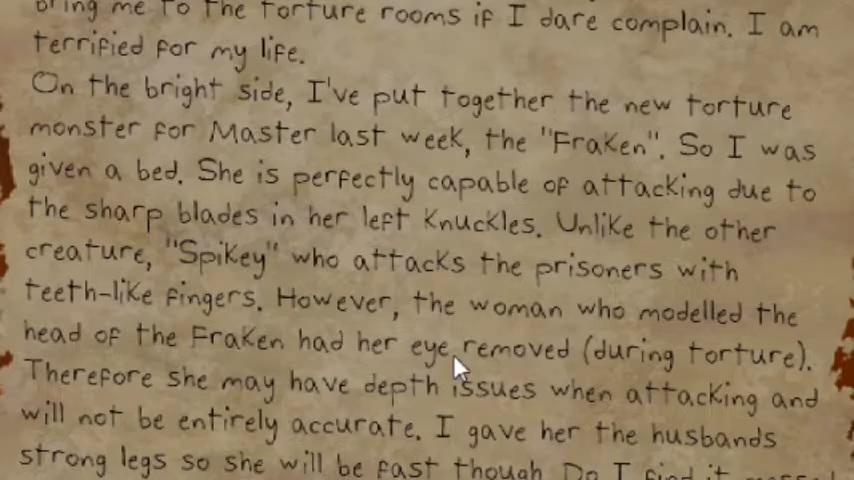 bring me to the torture rooms if I dare complain. I am
terrified for my life.
On the bright side, I've put together the new torture
monster for Master last week, the "Fraken". So I was
given a bed. She is perfectly capable of attacking due to
the sharp blades in her left knuckles. Unlike the other
creature, "Spikey" who attacks the prisoners with
teeth-like fingers. However, the woman who modelled the
head of the Fraken had her eye removed (during torture).
Therefore she may have depth issues when attacking and
will not be entirely accurate. I gave her the husbands
strong legs so she will be fast though. Do I find it